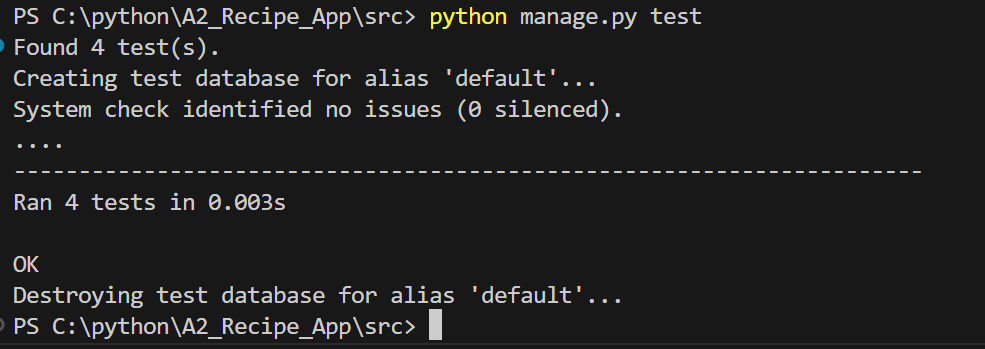 PS C:\python\A2_Recipe_App\src> python manage.py test
Found 4 test(s).
Creating test database for alias 'default'...
System check identified no issues (0 silenced).
....
----------------------------------------------------------------------
Ran 4 tests in 0.003s

OK
Destroying test database for alias 'default'...
PS C:\python\A2_Recipe_App\src>